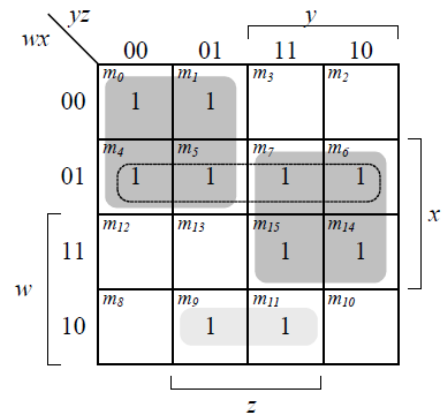 yz
y
wx
00 01 11 10
m0 m1 m3 m2
00 1 1
m4 m5 m7 m6
01 1 1 1 1
x
m12 m13 m15 m14
11 1 1
w
m8 m9 m11 m10
10 1 1
z